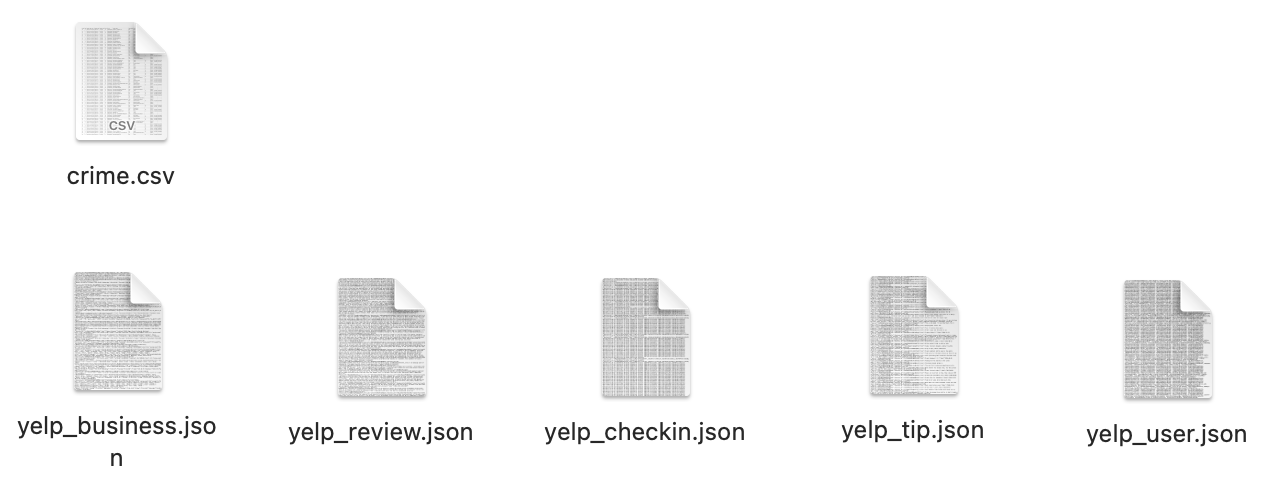 CSV
crime.csv
yelp_business.jso
n
yelp_review.json
yelp_checkin.json
yelp_tip.json
yelp_user.json